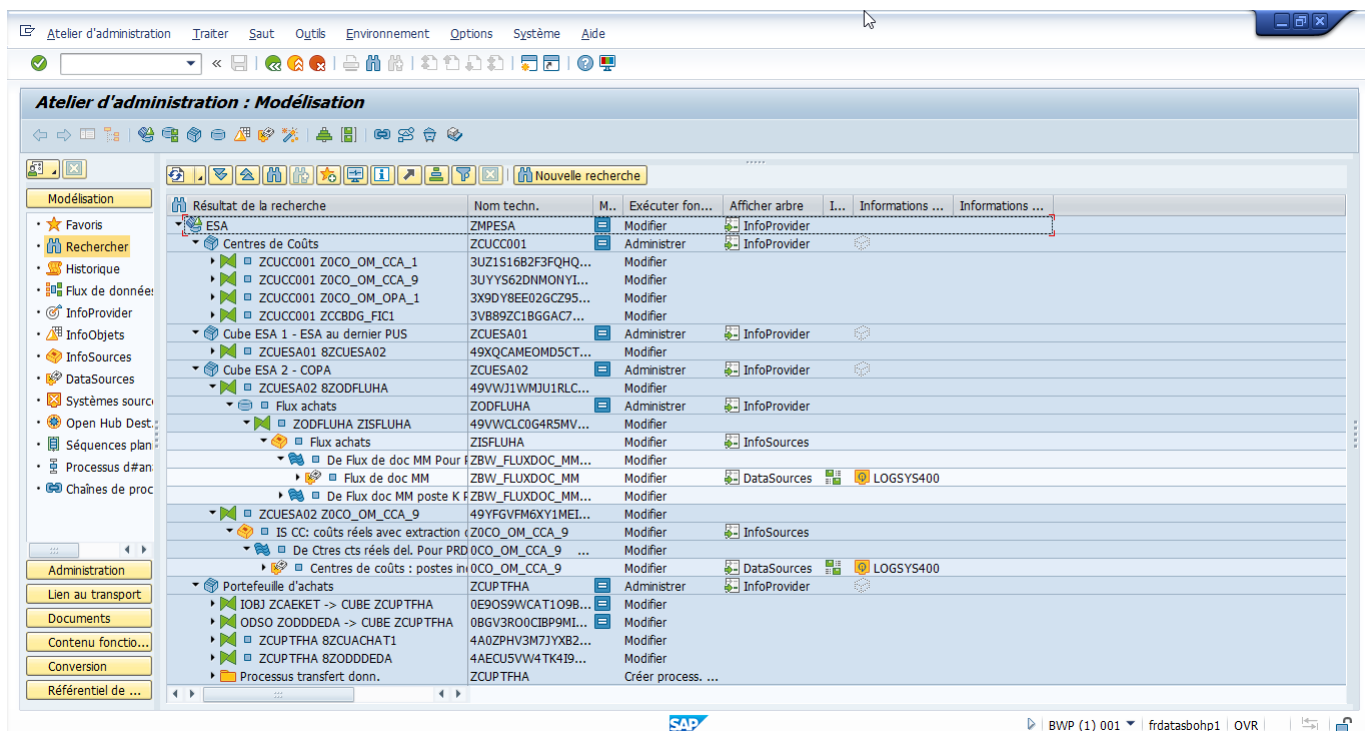 Atelier d'administration Traiter Saut Outils Environnement Options Système Aide
Atelier d'administration : Modélisation
Nouvelle recherche
Modélisation
Favoris
Rechercher
Historique
Flux de données
InfoProvider
InfoObjets
InfoSources
DataSources
Systèmes sourc
Open Hub Dest.
Séquences plan
Processus d#an
Chaînes de proc
Administration
Lien au transport
Documents
Contenu fonctio...
Conversion
Référentiel de ...
Résultat de la recherche Nom techn. M.. Exécuter fon... Afficher arbre I... Informations ... Informations ...
ESA ZMPESA Modifier InfoProvider
Centres de Coûts ZCUCC001 Administrer InfoProvider
ZCUCC001 Z0CO_OM_CCA_1 3UZ1S16B2F3FQHQ... Modifier
ZCUCC001 Z0CO_OM_CCA_9 3UYYS62DNMONYI... Modifier
ZCUCC001 Z0CO_OM_OPA_1 3X9DY8EE02GCZ95... Modifier
ZCUCC001 ZCCBDG_FIC1 3VB89ZC1BGGAC7... Modifier
Cube ESA 1 - ESA au dernier PUS ZCUESA01 Administrer InfoProvider
ZCUESA01 8ZCUESA02 49XQCAMEOMD5CT... Modifier
Cube ESA 2 - COPA ZCUESA02 Administrer InfoProvider
ZCUESA02 8ZODFLUHA 49VWJ1WMJU1RLC... Modifier
Flux achats ZODFLUHA Administrer InfoProvider
ZODFLUHA ZISFLUHA 49VWCLC0G4R5MV... Modifier
Flux achats ZISFLUHA Modifier InfoSources
De Flux de doc MM Pour ZBW_FLUXDOC_MM... Modifier
Flux de doc MM ZBW_FLUXDOC_MM Modifier DataSources LOGSYS400
De Flux doc MM poste K ZBW_FLUXDOC_MM... Modifier
ZCUESA02 Z0CO_OM_CCA_9 49YFGVFM6XY1MEI... Modifier
IS CC: coûts réels avec extraction Z0CO_OM_CCA_9 Modifier InfoSources
De Ctres cts réels del. Pour PRD 0CO_OM_CCA_9 ... Modifier
Centres de coûts : postes in 0CO_OM_CCA_9 Modifier DataSources LOGSYS400
Portefeuille d'achats ZCUPTFHA Administrer InfoProvider
IOBJ ZCAEKET -> CUBE ZCUPTFHA 0E9OS9WCAT1O9B... Modifier
ODSO ZODDDEDA -> CUBE ZCUPTFHA 0BGV3RO0CIBP9MI... Modifier
ZCUPTFHA 8ZCUACHAT1 4A0ZPHV3M7JYXB2... Modifier
ZCUPTFHA 8ZODDDEDA 4AECU5VW4TK4I9... Modifier
Processus transfert donn. ZCUPTFHA Créer process. ...
SAP BWP (1) 001 frdatasbohp1 OVR